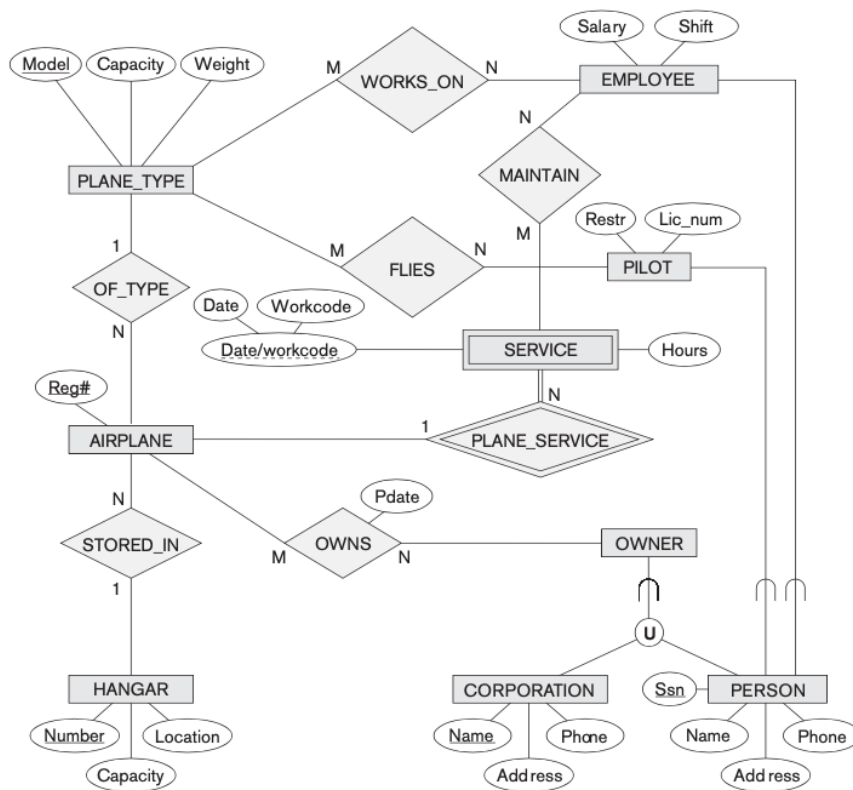 Salary
Shift
Model
Capacity
Weight
M
WORKS_ON
N
EMPLOYEE
N
MAINTAIN
PLANE_TYPE
M
Restr
Lic_num
1
M
FLIES
N
PILOT
OF_TYPE
Date
Workcode
N
Date/workcode
SERVICE
Hours
Reg#
N
1
AIRPLANE
PLANE_SERVICE
N
Pdate
STORED_IN
M
OWNS
N
OWNER
1
U
HANGAR
CORPORATION
Ssn
PERSON
Number
Location
Name
Phone
Name
Phone
Capacity
Address
Address